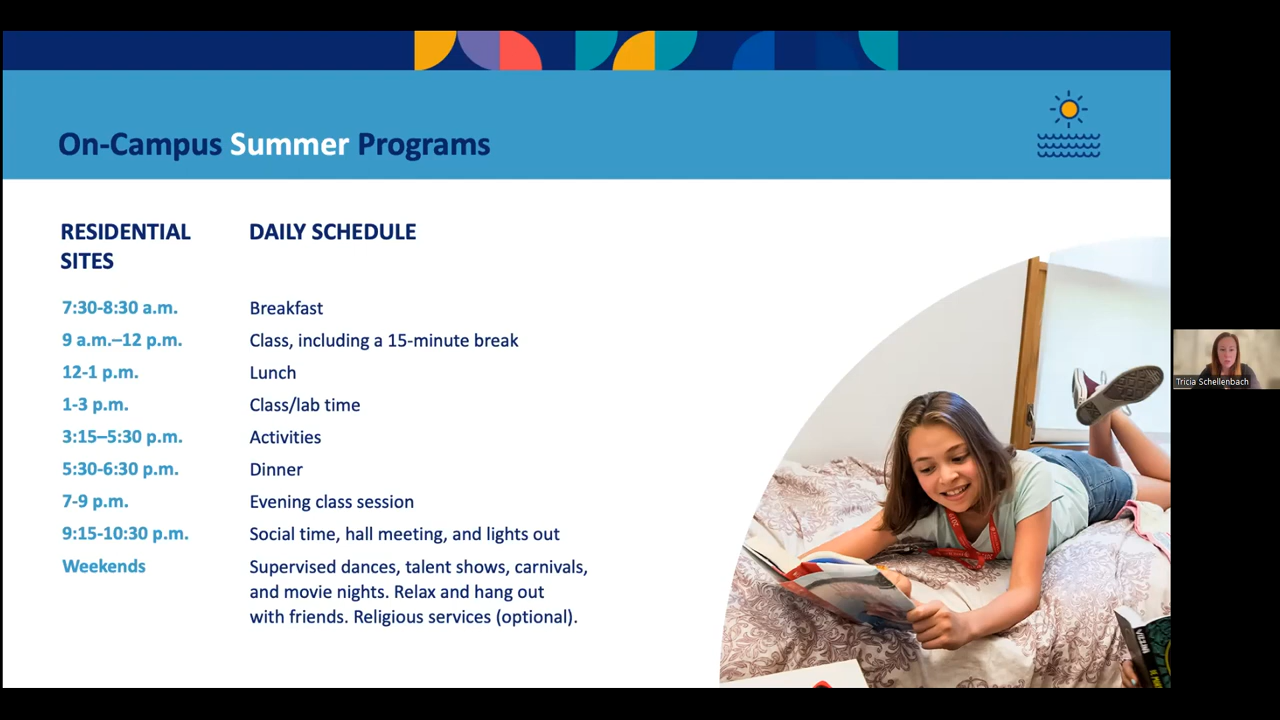 On-Campus Summer Programs
RESIDENTIAL SITES DAILY SCHEDULE
7:30-8:30 a.m. Breakfast
9 a.m.–12 p.m. Class, including a 15-minute break
12-1 p.m. Lunch
1-3 p.m. Class/lab time
3:15–5:30 p.m. Activities
5:30-6:30 p.m. Dinner
7-9 p.m. Evening class session
9:15-10:30 p.m. Social time, hall meeting, and lights out
Weekends Supervised dances, talent shows, carnivals,
and movie nights. Relax and hang out
with friends. Religious services (optional).
Tricia Schellenbach